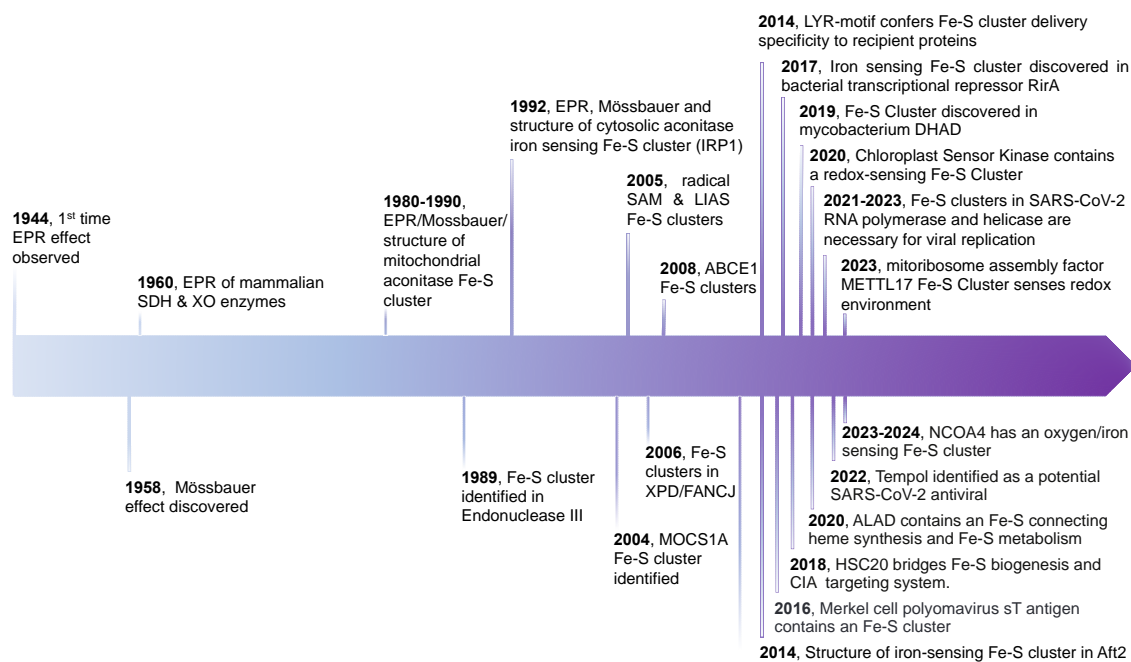 2014, LYR-motif confers Fe-S cluster delivery
specificity to recipient proteins
2017, Iron sensing Fe-S cluster discovered in
bacterial transcriptional repressor RirA
1992, EPR, Mössbauer and
structure of cytosolic aconitase
iron sensing Fe-S cluster (IRP1)
2019, Fe-S Cluster discovered in
mycobacterium DHAD
2020, Chloroplast Sensor Kinase contains
a redox-sensing Fe-S Cluster
2005, radical
SAM & LIAS
Fe-S clusters
1980-1990,
EPR/Mossbauer/
structure of
mitochondrial
aconitase Fe-S
cluster
2021-2023, Fe-S clusters in SARS-CoV-2
RNA polymerase and helicase are
necessary for viral replication
1944, 1st time
EPR effect
observed
2008, ABCE1
Fe-S clusters
2023, mitoribosome assembly factor
METTL17 Fe-S Cluster senses redox
environment
1960, EPR of mammalian
SDH & XO enzymes
1958, Mössbauer
effect discovered
1989, Fe-S cluster
identified in
Endonuclease III
2004, MOCS1A
Fe-S cluster
identified
2006, Fe-S
clusters in
XPD/FANCJ
2023-2024, NCOA4 has an oxygen/iron
sensing Fe-S cluster
2022, Tempol identified as a potential
SARS-CoV-2 antiviral
2020, ALAD contains an Fe-S connecting
heme synthesis and Fe-S metabolism
2018, HSC20 bridges Fe-S biogenesis and
CIA targeting system.
2016, Merkel cell polyomavirus sT antigen
contains an Fe-S cluster
2014, Structure of iron-sensing Fe-S cluster in Aft2